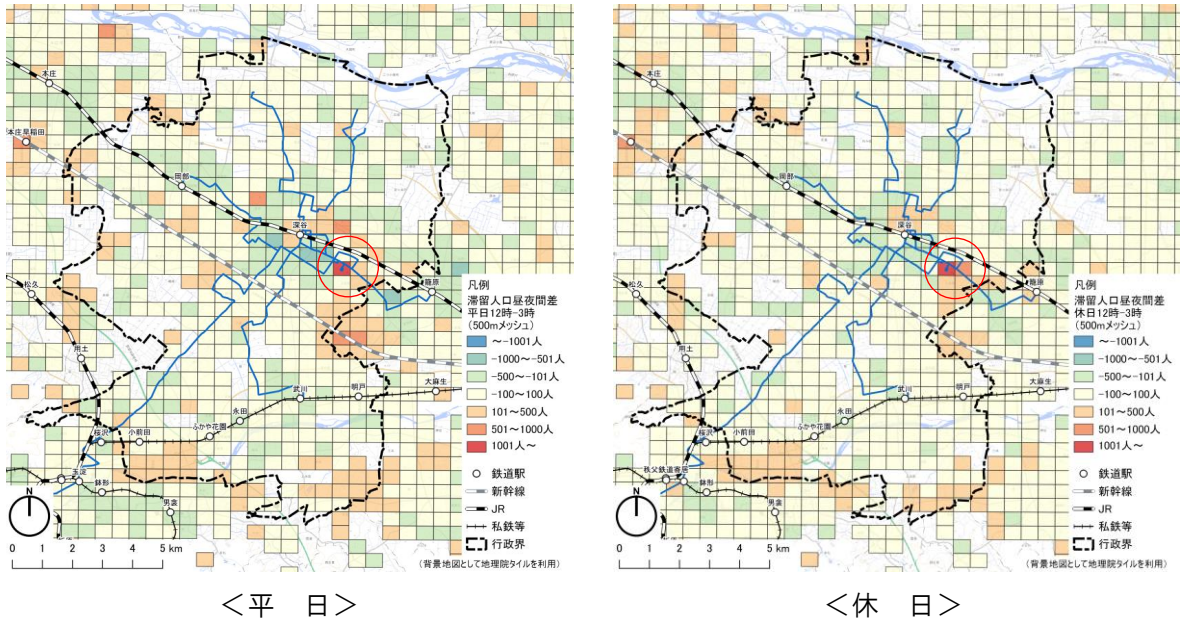 本庄
本庄早稲田
岡部
深谷
籠原
松久
用土
桜沢
小前田
ふかや花園
永田
武川
明戸
大麻生
玉淀
鉢形
男衾
N
0 1 2 3 4 5 km
凡例
滞留人口昼夜間差
平日12時-3時
(500mメッシュ)
～-1001人
-1000～-501人
-500～-101人
-100～100人
101～500人
501～1000人
1001人～
鉄道駅
新幹線
JR
私鉄等
行政界
(背景地図として地理院タイルを利用)
＜平 日＞
本庄
岡部
深谷
籠原
松久
用土
桜沢
小前田
ふかや花園
永田
武川
明戸
大麻生
秩父鉄道寄居
鉢形
男衾
N
0 1 2 3 4 5 km
凡例
滞留人口昼夜間差
休日12時-3時
(500mメッシュ)
～-1001人
-1000～-501人
-500～-101人
-100～100人
101～500人
501～1000人
1001人～
鉄道駅
新幹線
JR
私鉄等
行政界
(背景地図として地理院タイルを利用)
＜休 日＞